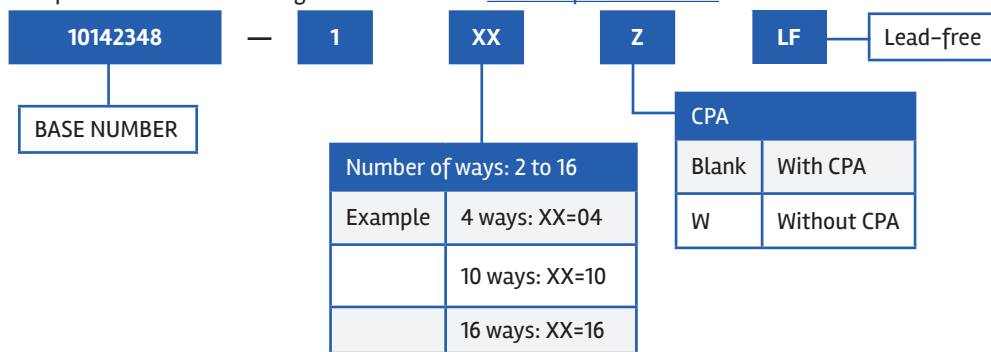 10142348 — 1 XX Z LF Lead-free
BASE NUMBER
CPA
Blank With CPA
W Without CPA
Number of ways: 2 to 16
Example 4 ways: XX=04
10 ways: XX=10
16 ways: XX=16